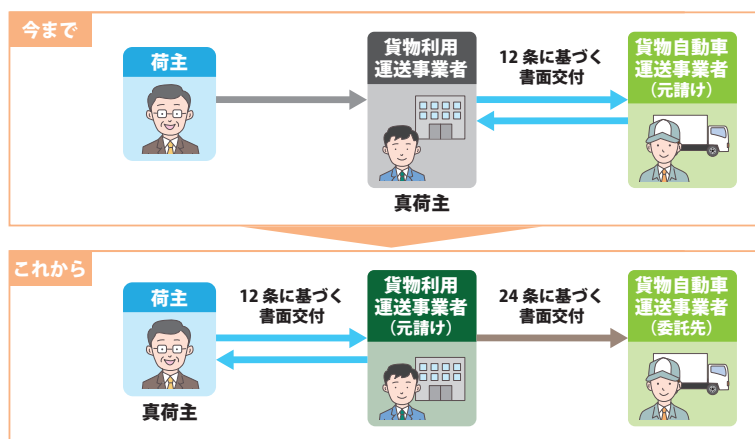 今まで
荷主
貨物利用
運送事業者
12 条に基づく
書面交付
貨物自動車
運送事業者
（元請け）
真荷主
これから
荷主
12 条に基づく
書面交付
貨物利用
運送事業者
（元請け）
24 条に基づく
書面交付
貨物自動車
運送事業者
（委託先）
真荷主